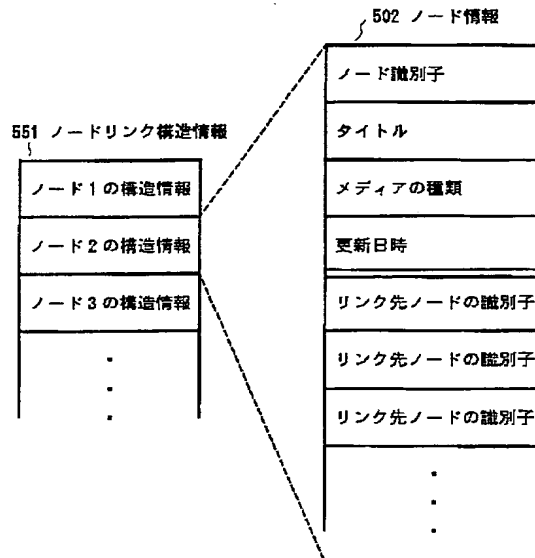 502 ノード情報
ノード識別子
タイトル
メディアの種類
更新日時
リンク先ノードの識別子
リンク先ノードの識別子
リンク先ノードの識別子
551 ノードリンク構造情報
ノード1の構造情報
ノード2の構造情報
ノード3の構造情報